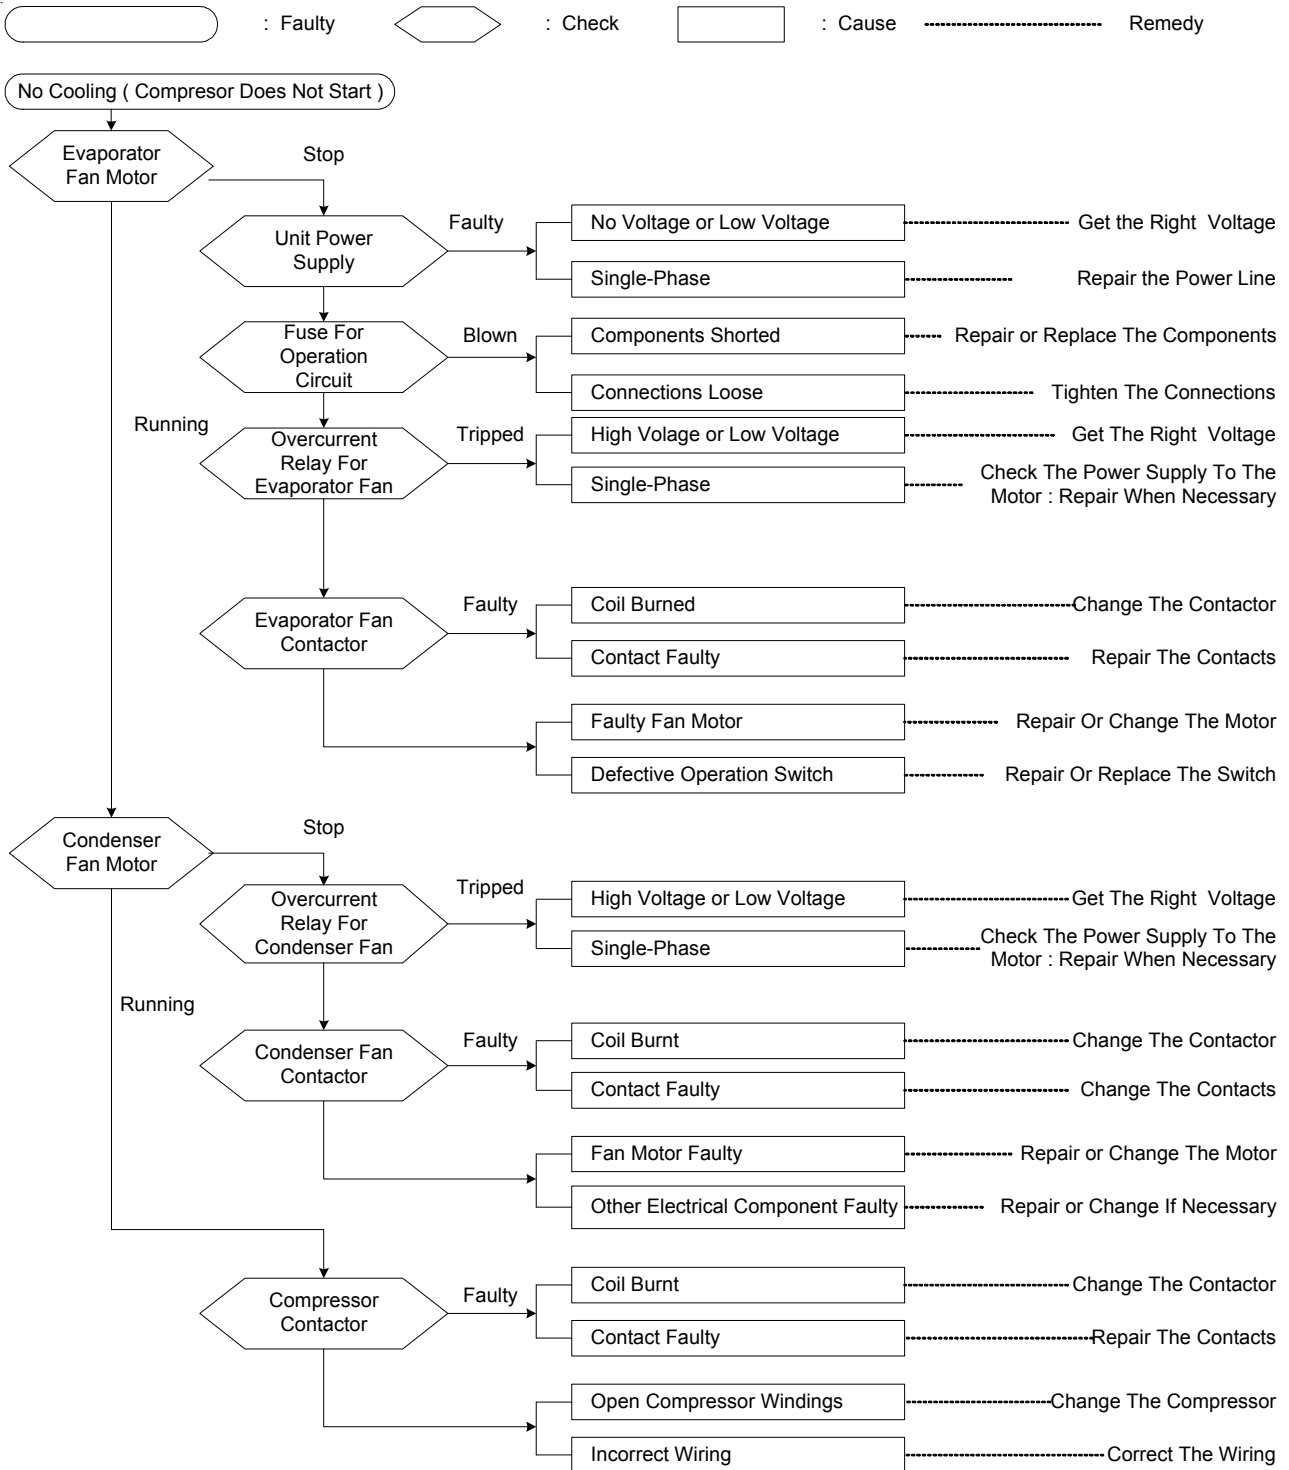 : Faulty : Check : Cause Remedy
No Cooling ( Compresor Does Not Start )
Evaporator
Fan Motor
Stop
Unit Power
Supply
Faulty
No Voltage or Low Voltage Get the Right Voltage
Single-Phase Repair the Power Line
Fuse For
Operation
Circuit
Blown
Components Shorted Repair or Replace The Components
Connections Loose Tighten The Connections
Running
Overcurrent
Relay For
Evaporator Fan
Tripped
High Volage or Low Voltage Get The Right Voltage
Single-Phase Check The Power Supply To The
Motor : Repair When Necessary
Evaporator Fan
Contactor
Faulty
Coil Burned Change The Contactor
Contact Faulty Repair The Contacts
Faulty Fan Motor Repair Or Change The Motor
Defective Operation Switch Repair Or Replace The Switch
Condenser
Fan Motor
Stop
Overcurrent
Relay For
Condenser Fan
Tripped
High Voltage or Low Voltage Get The Right Voltage
Single-Phase Check The Power Supply To The
Motor : Repair When Necessary
Running
Condenser Fan
Contactor
Faulty
Coil Burnt Change The Contactor
Contact Faulty Change The Contacts
Fan Motor Faulty Repair or Change The Motor
Other Electrical Component Faulty Repair or Change If Necessary
Compressor
Contactor
Faulty
Coil Burnt Change The Contactor
Contact Faulty Repair The Contacts
Open Compressor Windings Change The Compressor
Incorrect Wiring Correct The Wiring